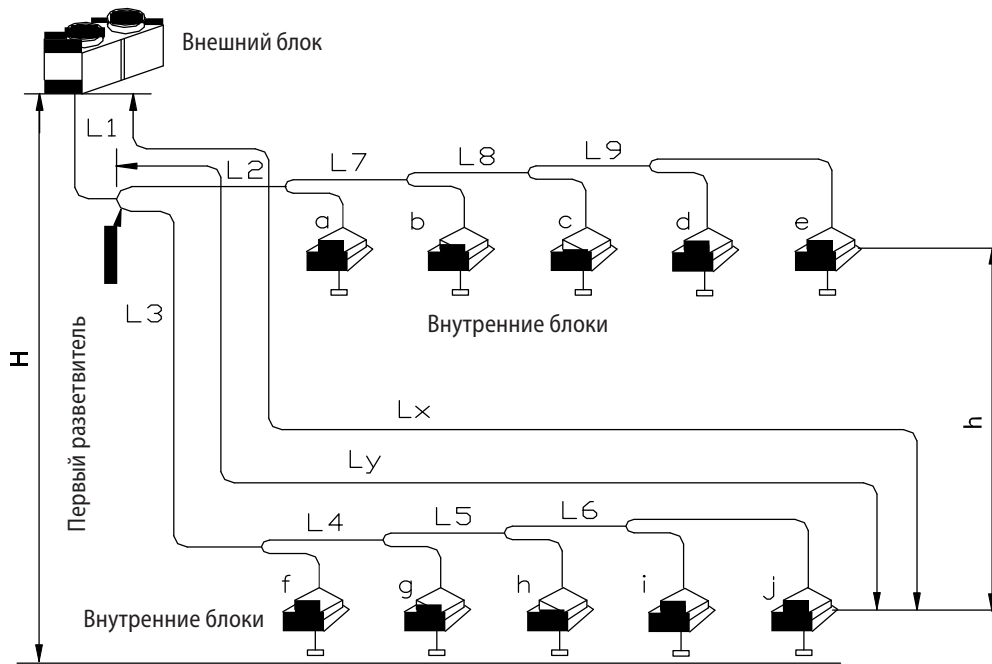 Внешний блок
L1
L2
L7
L8
L9
a
b
c
d
e
L3
Внутренние блоки
H
Первый разветвитель
Lx
h
Ly
L4
L5
L6
f
g
h
i
j
Внутренние блоки